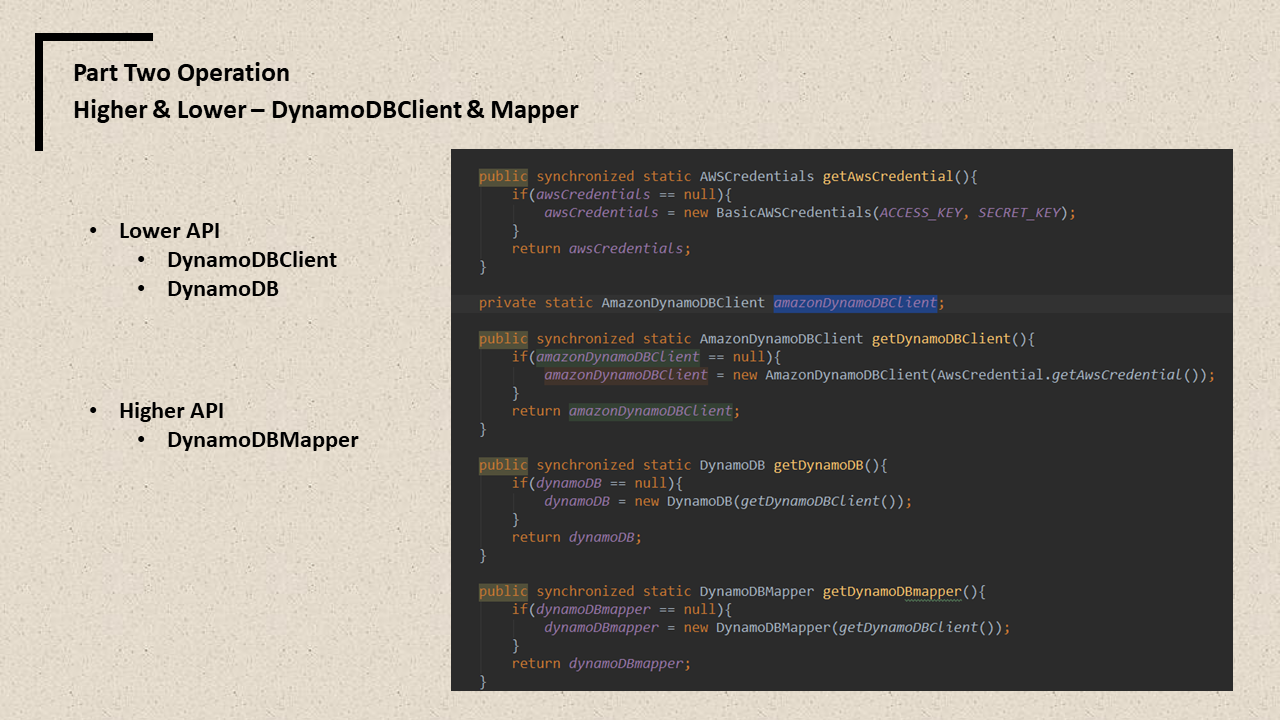 Part Two Operation
Higher & Lower – DynamoDBClient & Mapper
• Lower API
• DynamoDBClient
• DynamoDB
• Higher API
• DynamoDBMapper
public synchronized static AWSCredentials getAwsCredential(){
if(awsCredentials == null){
awsCredentials = new BasicAWSCredentials(ACCESS_KEY, SECRET_KEY);
}
return awsCredentials;
}
private static AmazonDynamoDBClient amazonDynamoDBClient;
public synchronized static AmazonDynamoDBClient getDynamoDBClient(){
if(amazonDynamoDBClient == null){
amazonDynamoDBClient = new AmazonDynamoDBClient(AwsCredential.getAwsCredential());
}
return amazonDynamoDBClient;
}
public synchronized static DynamoDB getDynamoDB(){
if(dynamoDB == null){
dynamoDB = new DynamoDB(getDynamoDBClient());
}
return dynamoDB;
}
public synchronized static DynamoDBMapper getDynamoDBmapper(){
if(dynamoDBmapper == null){
dynamoDBmapper = new DynamoDBMapper(getDynamoDBClient());
}
return dynamoDBmapper;
}